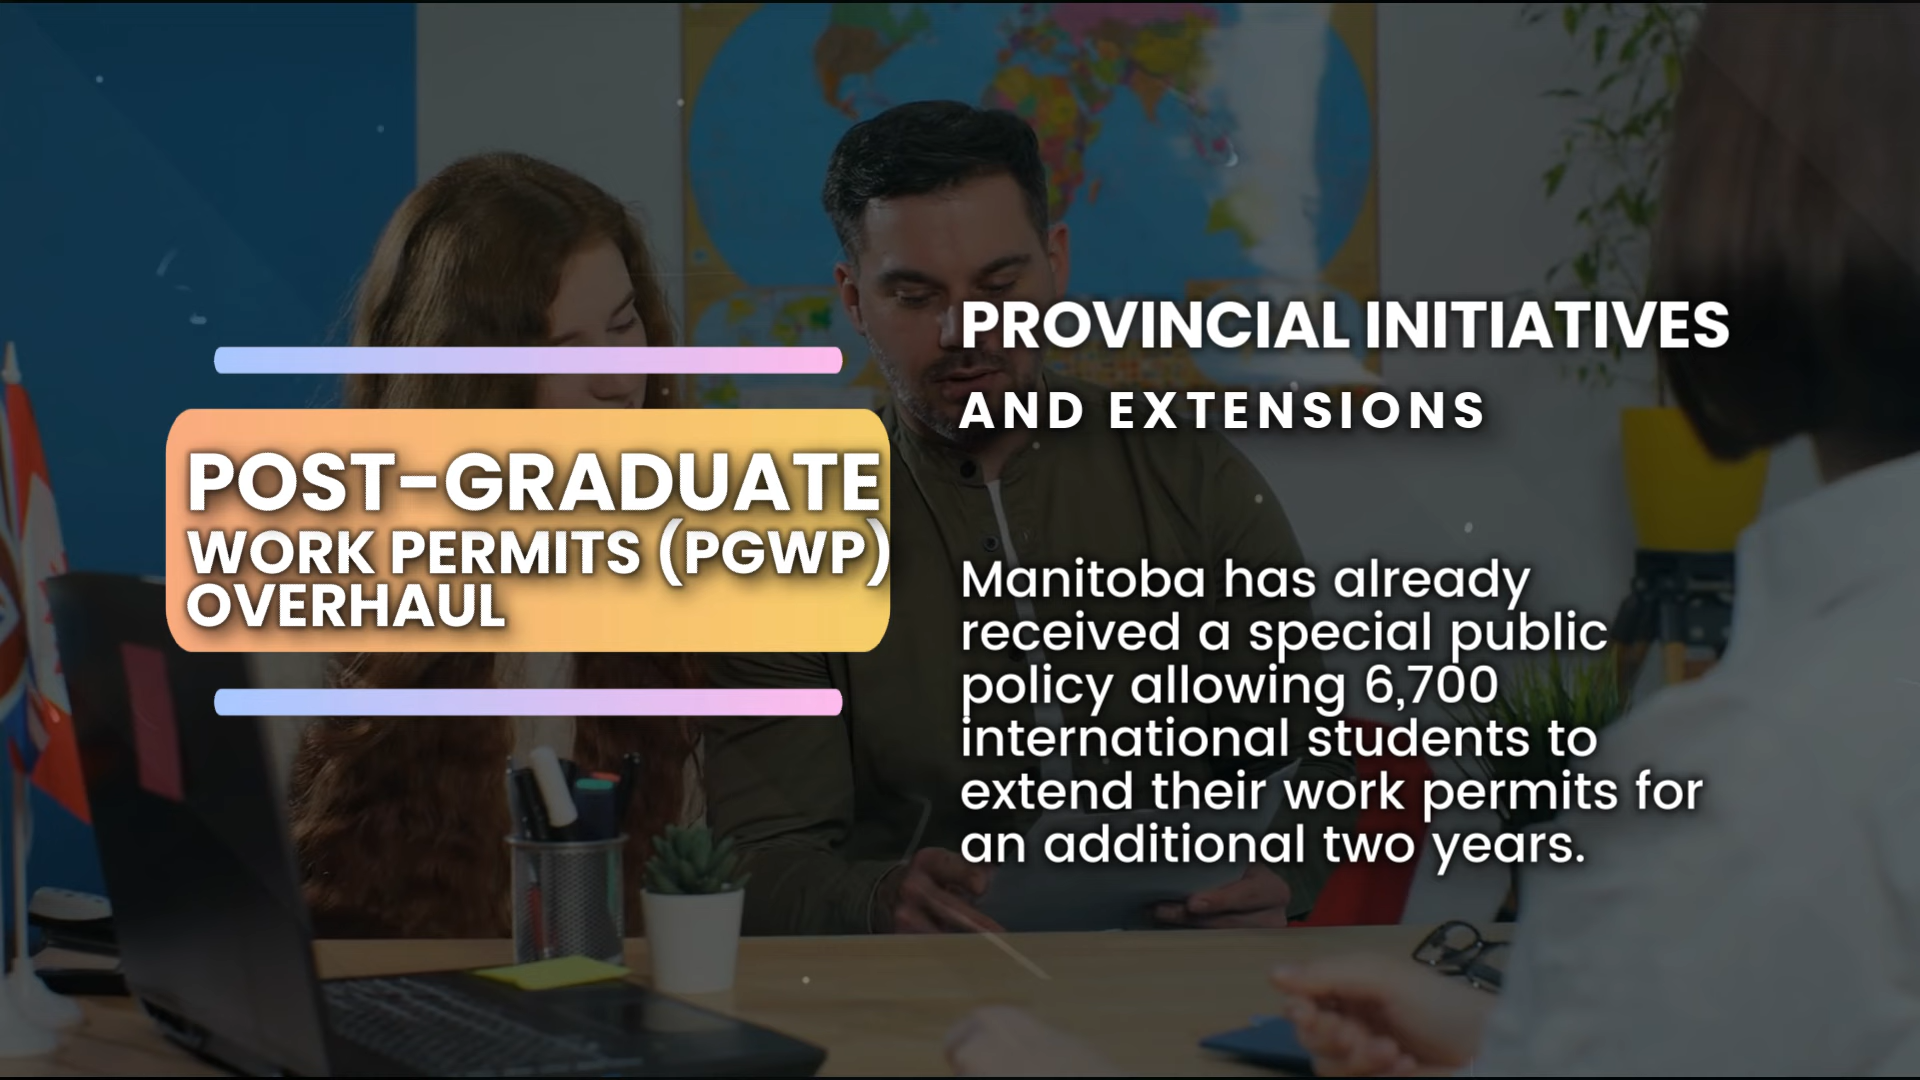 POST-GRADUATE
WORK PERMITS (PGWP)
OVERHAUL
PROVINCIAL INITIATIVES
AND EXTENSIONS
Manitoba has already
received a special public
policy allowing 6,700
international students to
extend their work permits for
an additional two years.